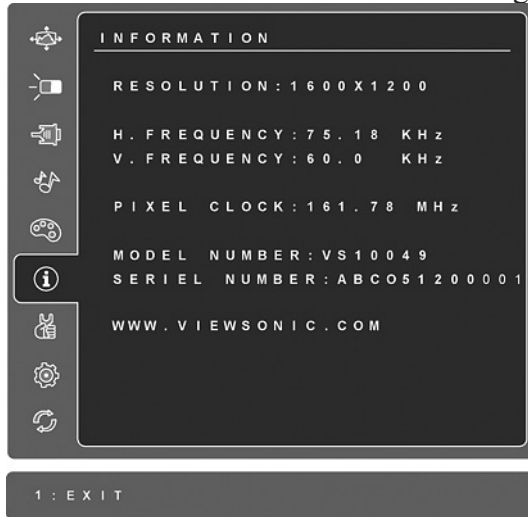 INFORMATION
RESOLUTION:1600X1200
H.FREQUENCY:75.18 KHz
V.FREQUENCY:60.0 KHz
PIXEL CLOCK:161.78 MHz
MODEL NUMBER:VS10049
SERIEL NUMBER:ABCO51200001
WWW.VIEWSONIC.COM
1:EXIT